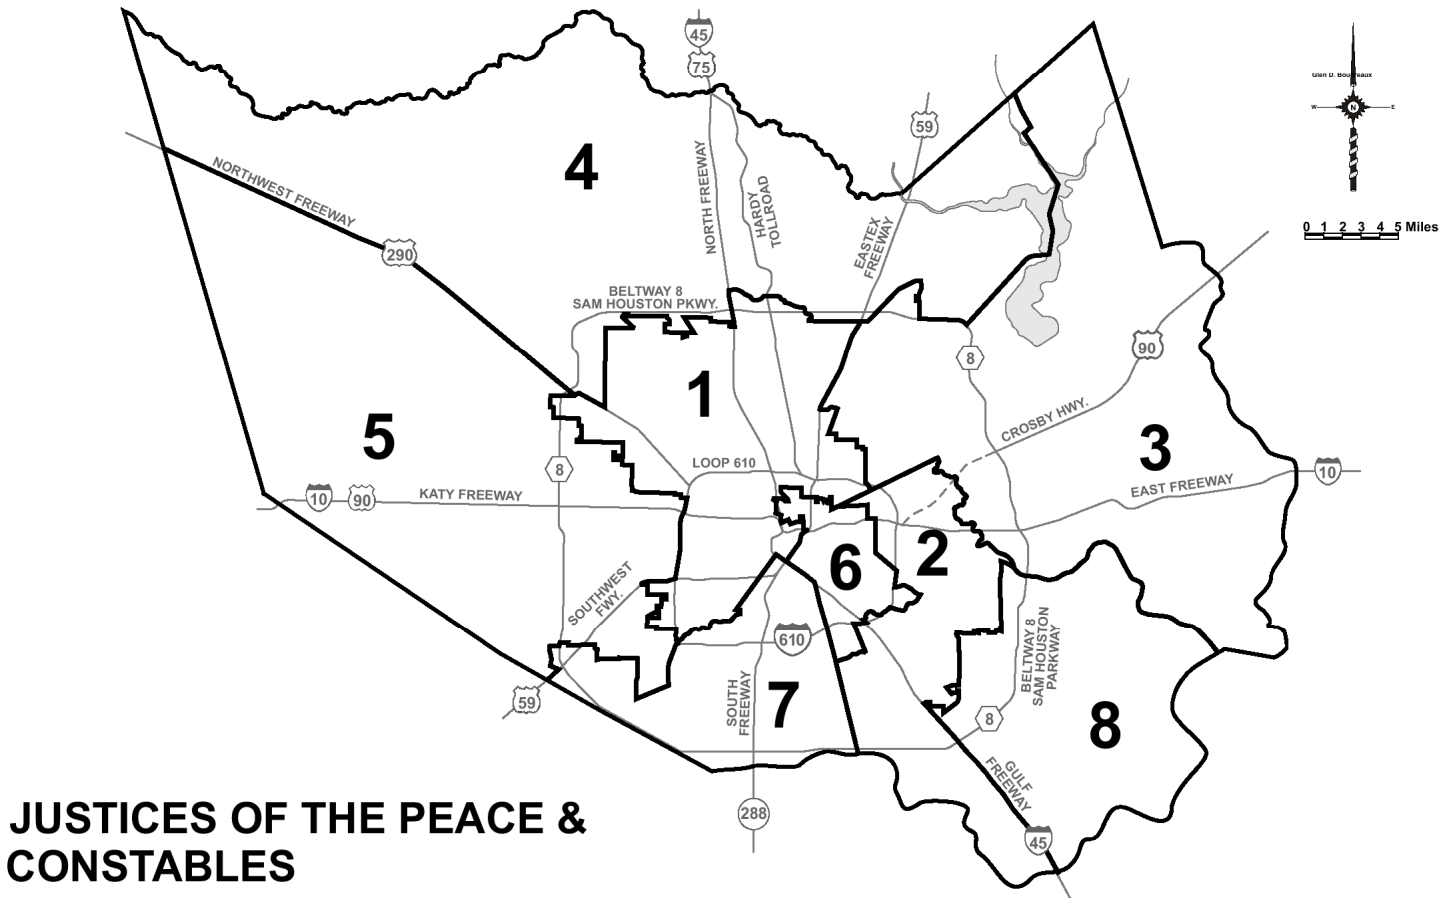 45
75
59
Glen D. Boudreaux
W
N
E
4
NORTHWEST FREEWAY
290
NORTH FREEWAY
HARDY
TOLLROAD
EASTEX
FREEWAY
0 1 2 3 4 5 Miles
BELTWAY 8
SAM HOUSTON PKWY.
8
90
1
5
CROSBY HWY.
3
LOOP 610
8
10
90
KATY FREEWAY
EAST FREEWAY
10
6
2
SOUTHWEST
FWY.
610
BELTWAY 8
SAM HOUSTON
PARKWAY
59
SOUTH
FREEWAY
7
8
8
GULF
FREEWAY
288
45
JUSTICES OF THE PEACE &
CONSTABLES